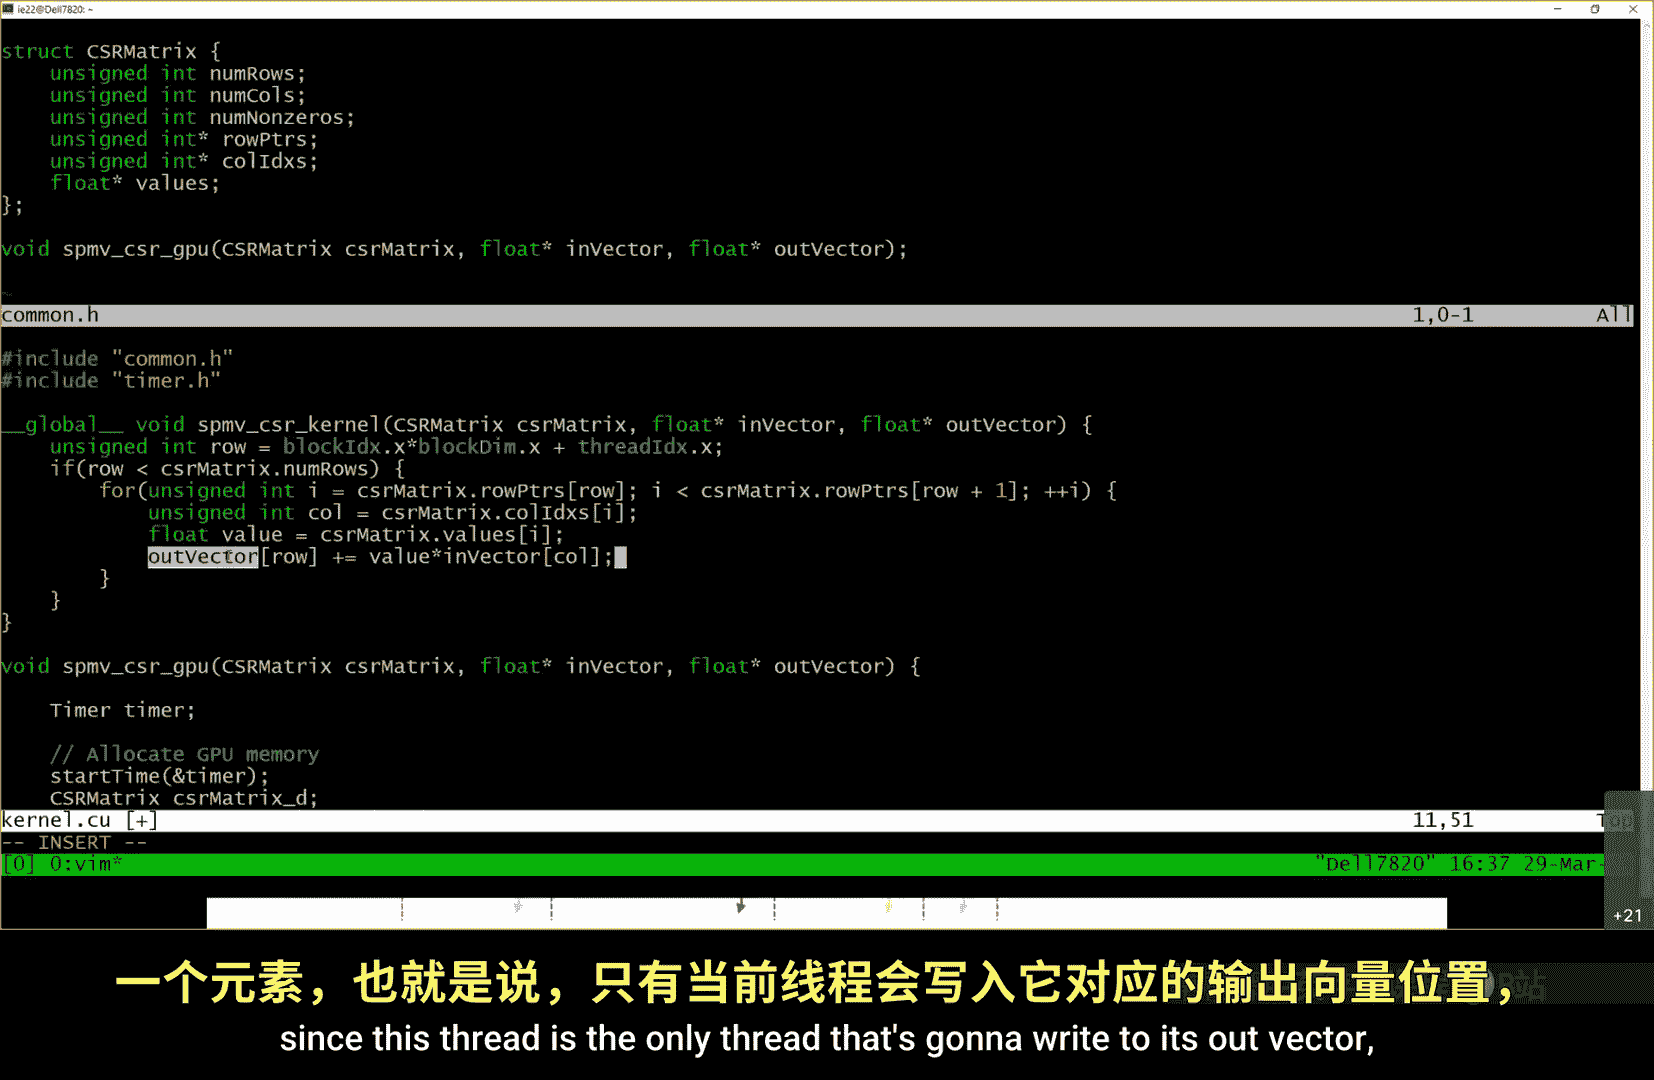 ie22@Dell7820: ~
struct CSRMatrix {
    unsigned int numRows;
    unsigned int numCols;
    unsigned int numNonzeros;
    unsigned int* rowPtrs;
    unsigned int* colIdxs;
    float* values;
};
void spmv_csr_gpu(CSRMatrix csrMatrix, float* inVector, float* outVector);
common.h 1,0-1 All
#include "common.h"
#include "timer.h"
__global__ void spmv_csr_kernel(CSRMatrix csrMatrix, float* inVector, float* outVector) {
    unsigned int row = blockIdx.x*blockDim.x + threadIdx.x;
    if(row < csrMatrix.numRows) {
        for(unsigned int i = csrMatrix.rowPtrs[row]; i < csrMatrix.rowPtrs[row + 1]; ++i) {
            unsigned int col = csrMatrix.colIdxs[i];
            float value = csrMatrix.values[i];
            outVector[row] += value*inVector[col];
        }
    }
}
void spmv_csr_gpu(CSRMatrix csrMatrix, float* inVector, float* outVector) {
    Timer timer;
    // Allocate GPU memory
    startTime(&timer);
    CSRMatrix csrMatrix_d;
kernel.cu [+] 11,51 Top
-- INSERT --
[0] 0:vim* "Dell7820" 16:37 29-Mar-
+21
一个元素，也就是说，只有当前线程会写入它对应的输出向量位置，
since this thread is the only thread that's gonna write to its out vector,